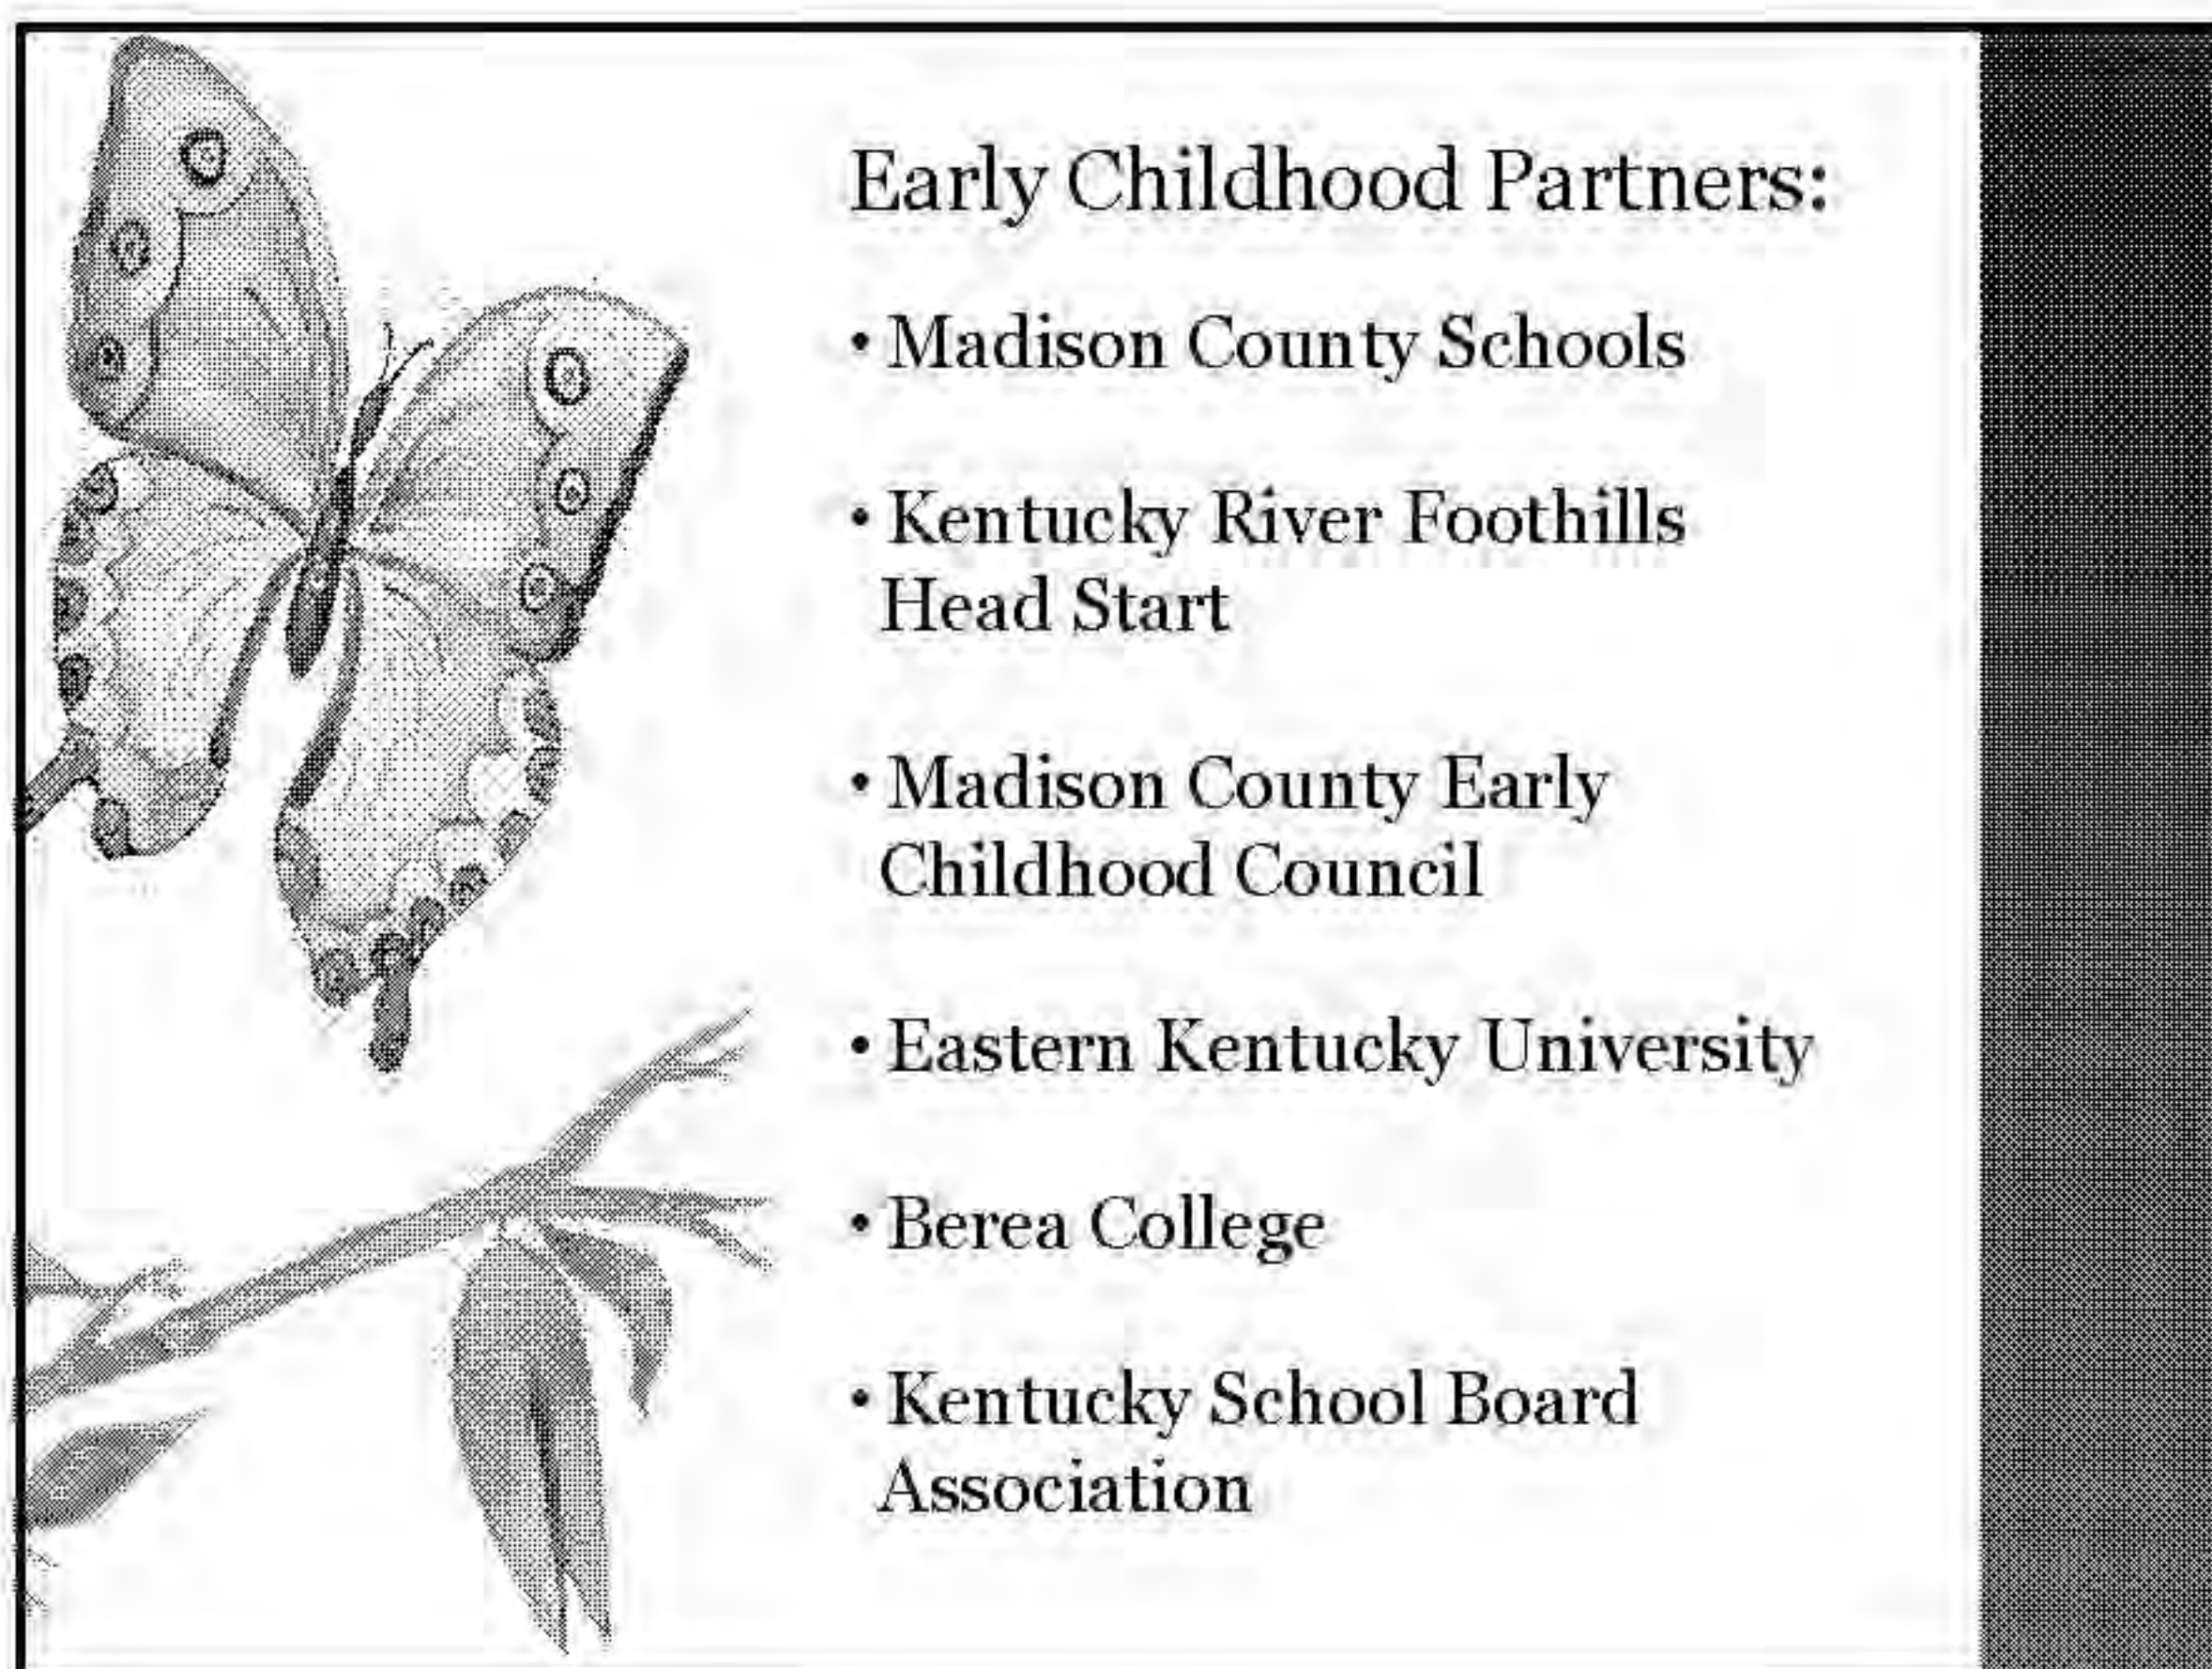 Early Childhood Partners:
• Madison County Schools
• Kentucky River Foothills
Head Start
• Madison County Early
Childhood Council
• Eastern Kentucky University
• Berea College
• Kentucky School Board
Association